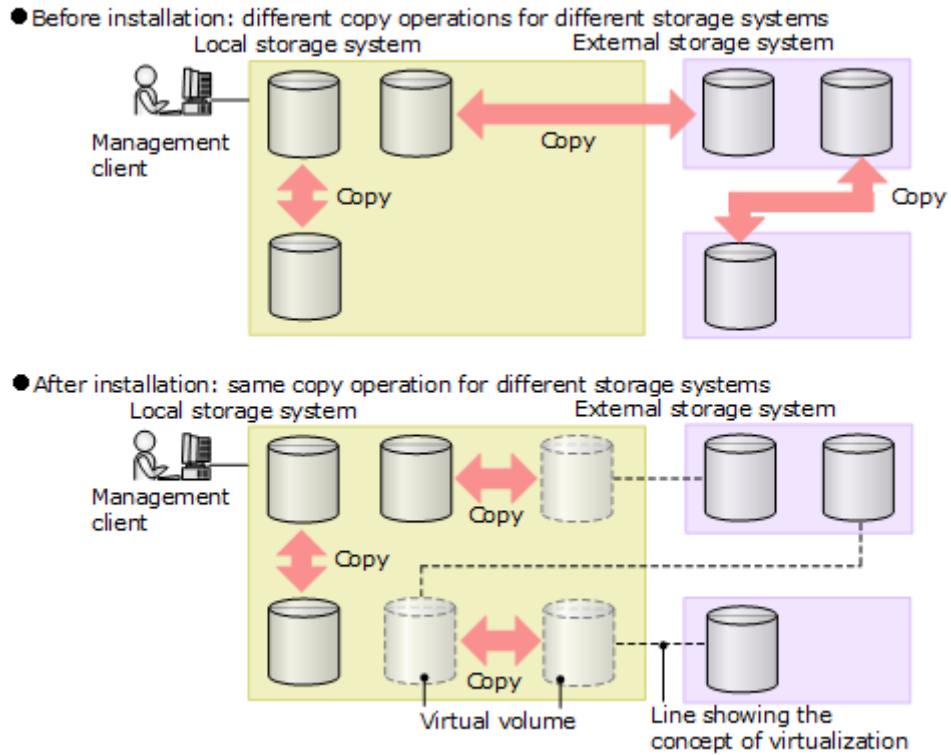 ● Before installation: different copy operations for different storage systems
Local storage system
External storage system
Management
client
Copy
Copy
Copy
● After installation: same copy operation for different storage systems
Local storage system
External storage system
Management
client
Copy
Copy
Copy
Virtual volume
Line showing the
concept of virtualization